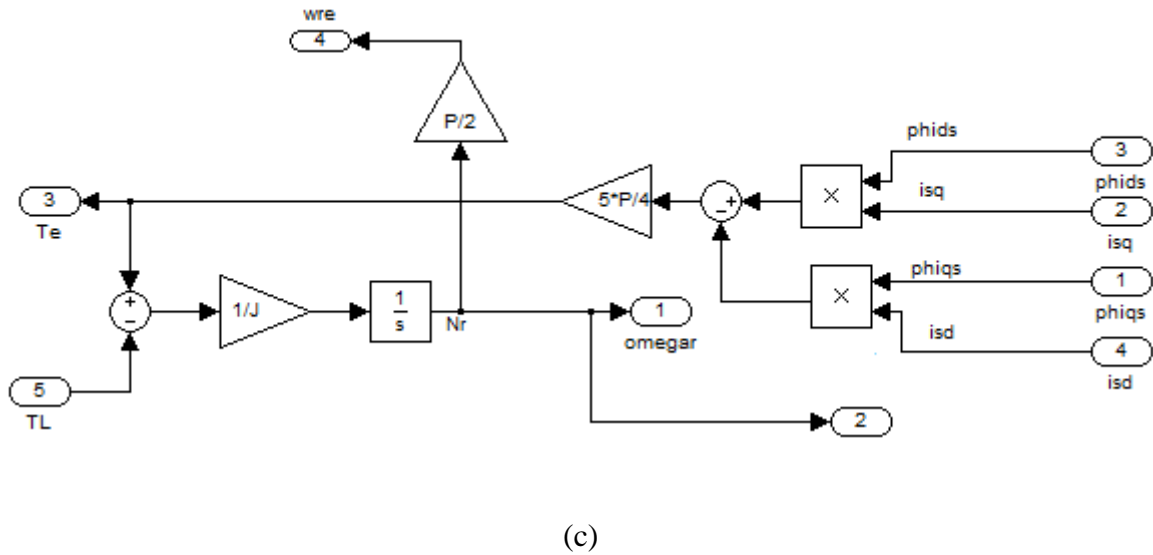 wre
4
P/2
phids
3
phids
3
Te
5*P/4
-
+
×
isq
2
isq
+
-
1/J
1
s
Nr
1
omegar
×
phiqs
1
phiqs
isd
4
isd
5
TL
2
(c)